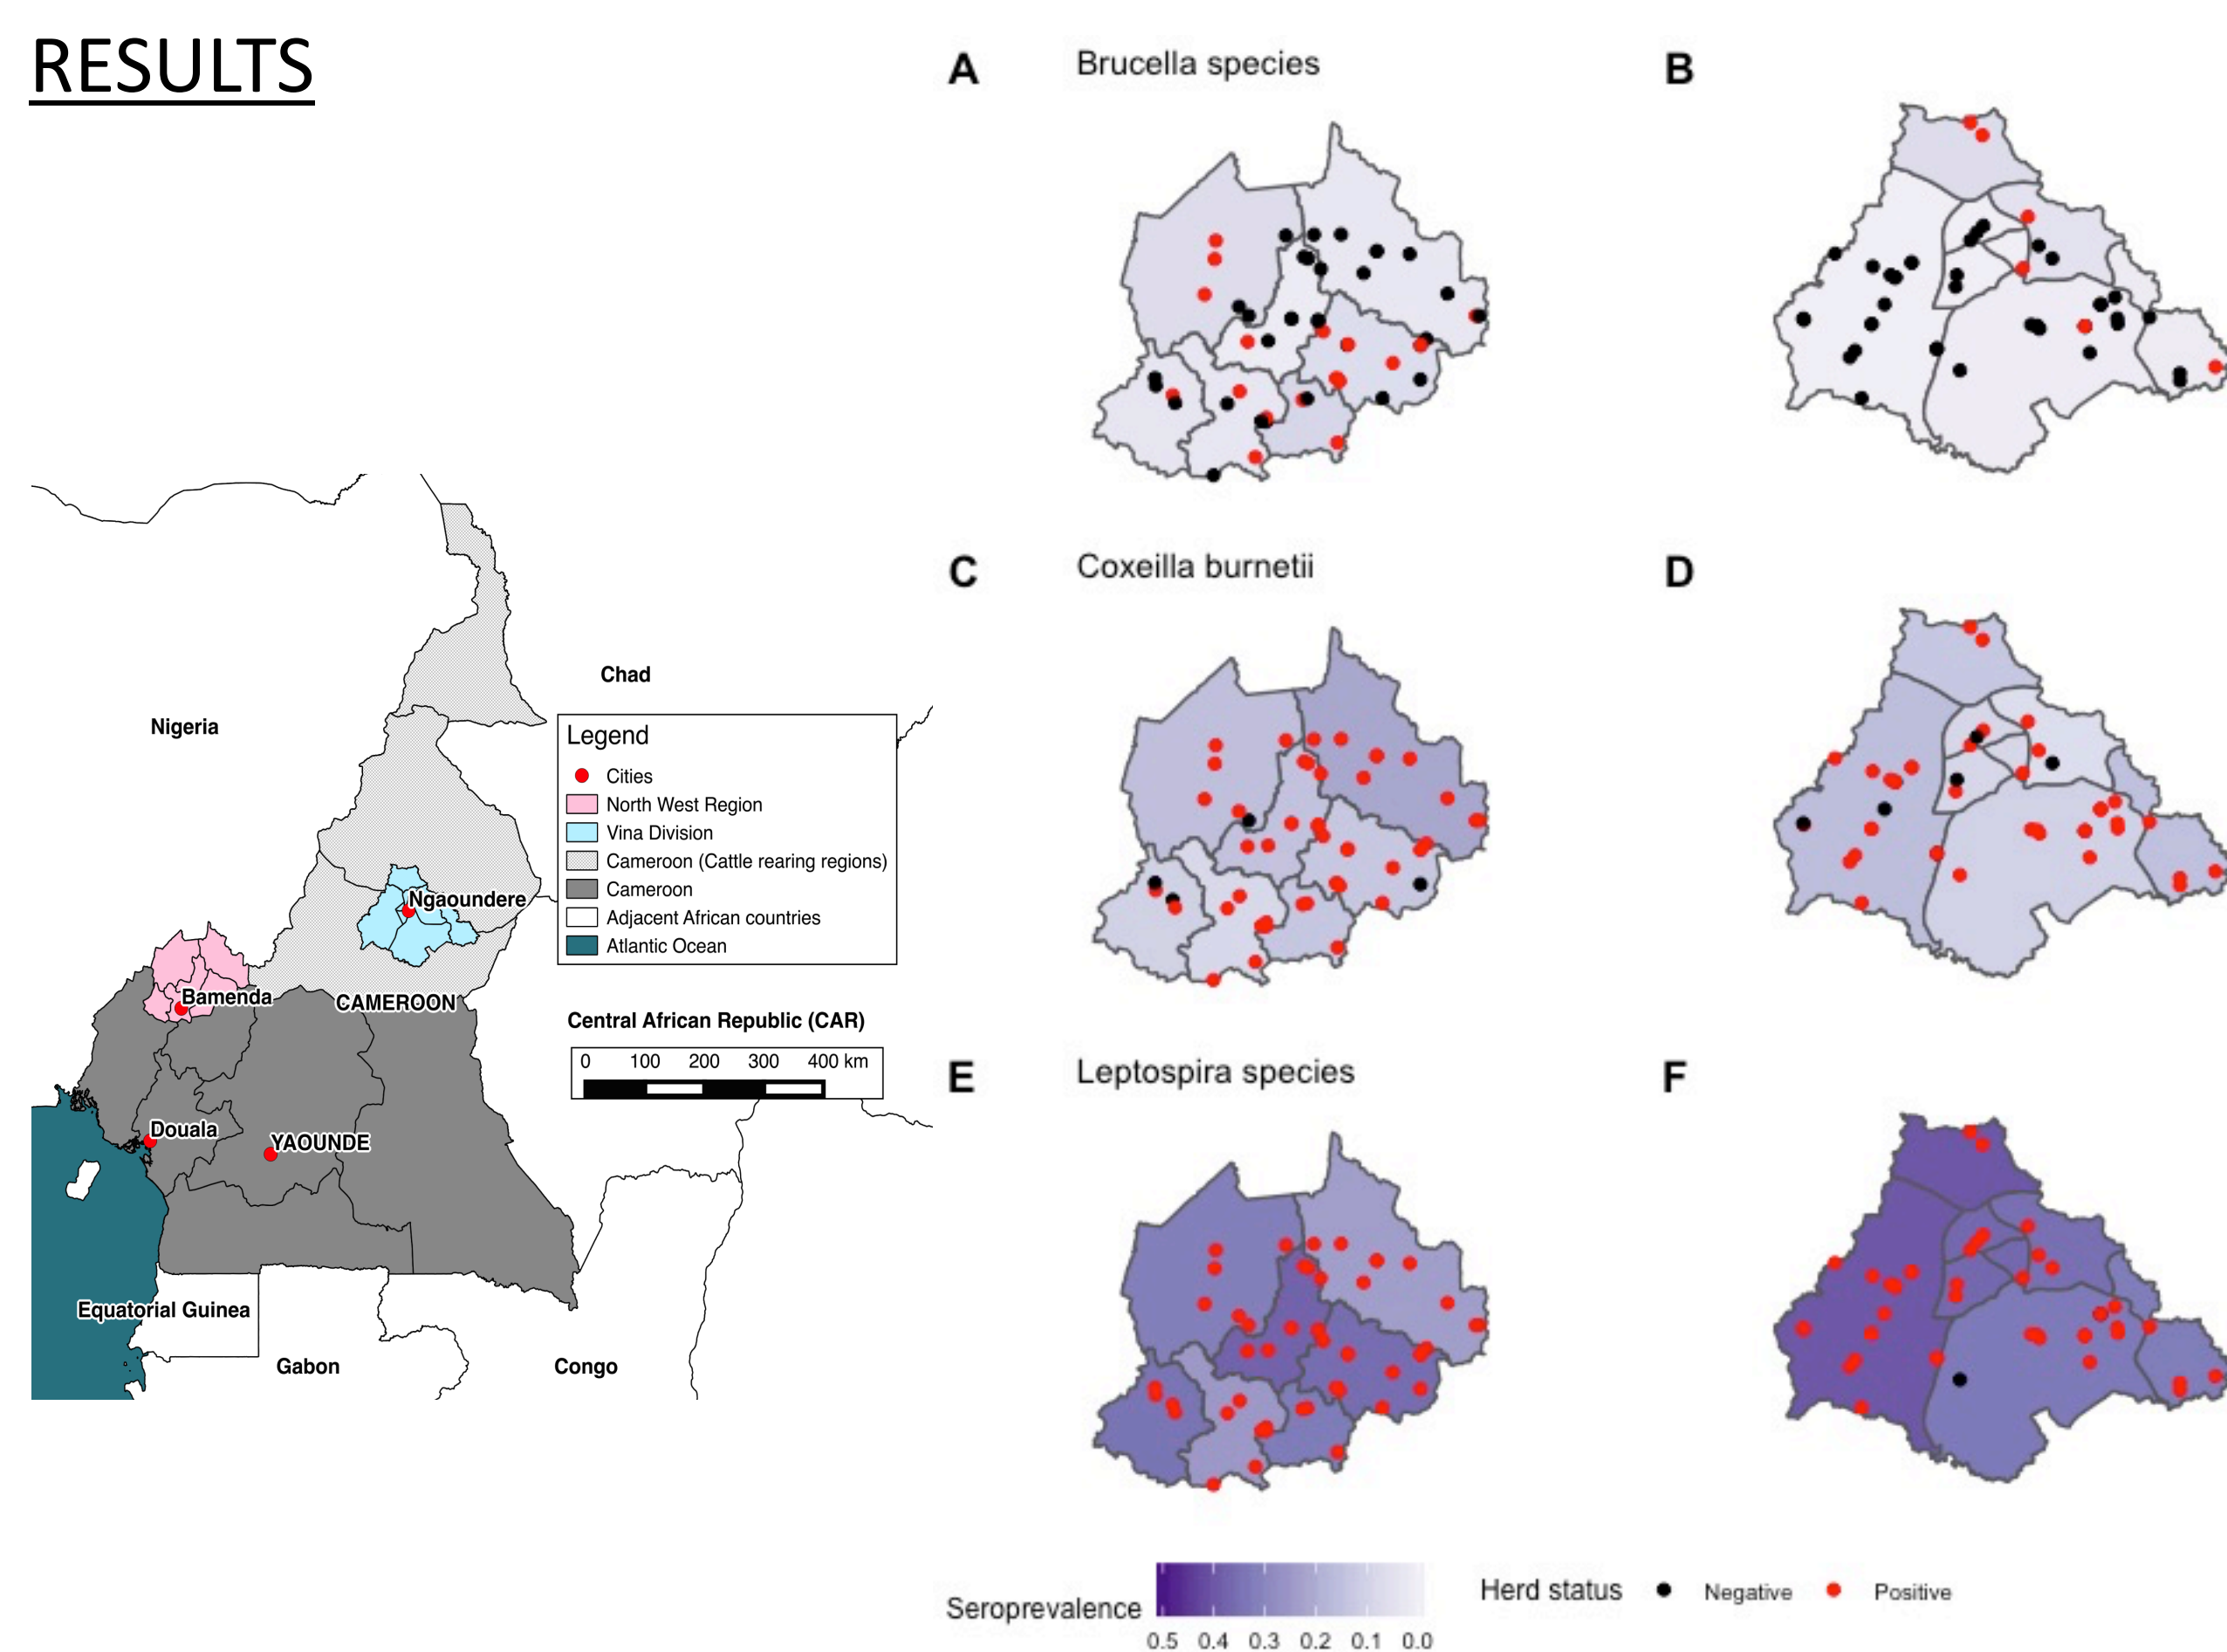 RESULTS
Chad
Nigeria
Legend
Cities
North West Region
Vina Division
Cameroon (Cattle rearing regions)
Cameroon
Adjacent African countries
Atlantic Ocean
Ngaoundere
Bamenda
CAMEROON
Central African Republic (CAR)
0 100 200 300 400 km
Douala
YAOUNDE
Equatorial Guinea
Gabon
Congo
A Brucella species
B
C Coxeilla burnetii
D
E Leptospira species
F
Seroprevalence
0.5 0.4 0.3 0.2 0.1 0.0
Herd status Negative Positive